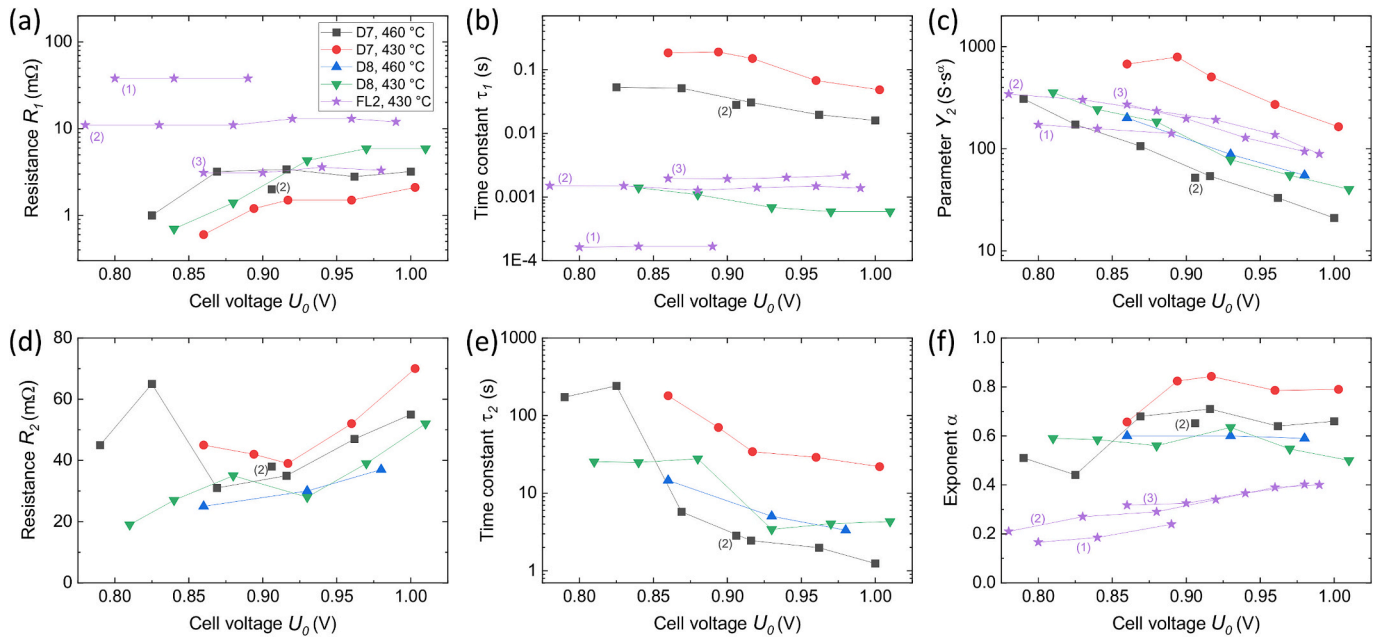 (a)
100
10
1
Resistance R1 (mΩ)
0.80 0.85 0.90 0.95 1.00
Cell voltage U0 (V)
D7, 460 °C
D7, 430 °C
D8, 460 °C
D8, 430 °C
FL2, 430 °C
(1)
(2)
(3)
(2)
(b)
0.1
0.01
0.001
1E-4
Time constant τ1 (s)
0.80 0.85 0.90 0.95 1.00
Cell voltage U0 (V)
(2)
(3)
(2)
(1)
(c)
1000
100
10
Parameter Y2 (S·sα)
0.80 0.85 0.90 0.95 1.00
Cell voltage U0 (V)
(2)
(3)
(1)
(2)
(d)
80
60
40
20
0
Resistance R2 (mΩ)
0.80 0.85 0.90 0.95 1.00
Cell voltage U0 (V)
(2)
(e)
1000
100
10
1
Time constant τ2 (s)
0.80 0.85 0.90 0.95 1.00
Cell voltage U0 (V)
(2)
(f)
1.0
0.8
0.6
0.4
0.2
0.0
Exponent α
0.80 0.85 0.90 0.95 1.00
Cell voltage U0 (V)
(2)
(3)
(2)
(1)